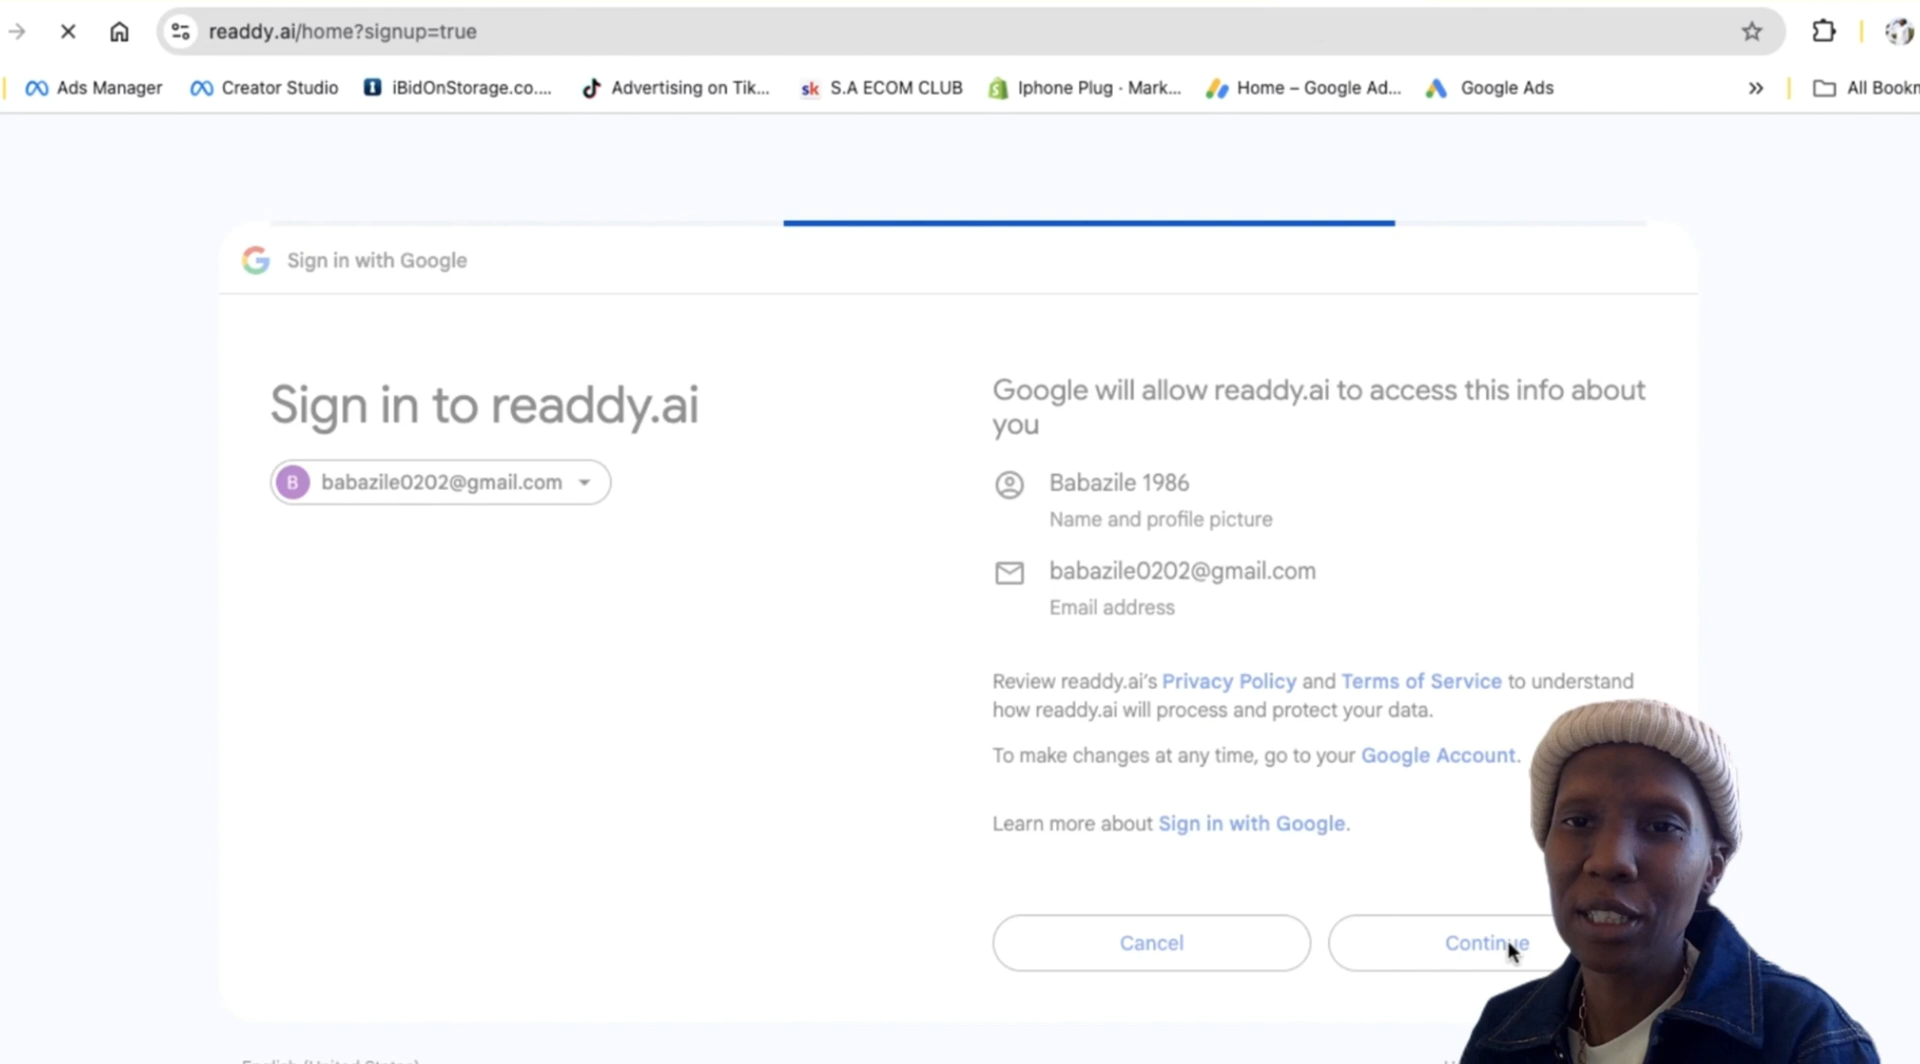 readdy.ai/home?signup=true
Ads Manager
Creator Studio
iBidOnStorage.co....
Advertising on Tik...
sk S.A ECOM CLUB
Iphone Plug · Mark...
Home – Google Ad...
Google Ads
»
All Bookm
G Sign in with Google
Sign in to readdy.ai
B babazile0202@gmail.com
Google will allow readdy.ai to access this info about
you
Babazile 1986
Name and profile picture
babazile0202@gmail.com
Email address
Review readdy.ai's Privacy Policy and Terms of Service to understand
how readdy.ai will process and protect your data.
To make changes at any time, go to your Google Account.
Learn more about Sign in with Google.
Cancel
Continue
English (United States)